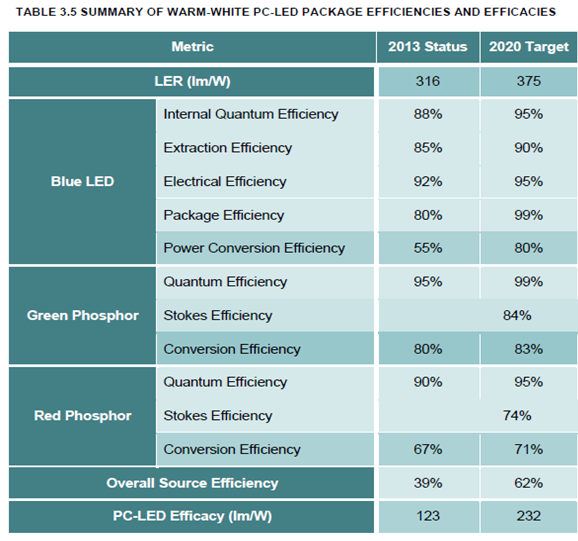 TABLE 3.5 SUMMARY OF WARM-WHITE PC-LED PACKAGE EFFICIENCIES AND EFFICACIES
Metric 2013 Status 2020 Target
LER (lm/W) 316 375
Blue LED
Internal Quantum Efficiency 88% 95%
Extraction Efficiency 85% 90%
Electrical Efficiency 92% 95%
Package Efficiency 80% 99%
Power Conversion Efficiency 55% 80%
Green Phosphor
Quantum Efficiency 95% 99%
Stokes Efficiency 84%
Conversion Efficiency 80% 83%
Red Phosphor
Quantum Efficiency 90% 95%
Stokes Efficiency 74%
Conversion Efficiency 67% 71%
Overall Source Efficiency 39% 62%
PC-LED Efficacy (lm/W) 123 232